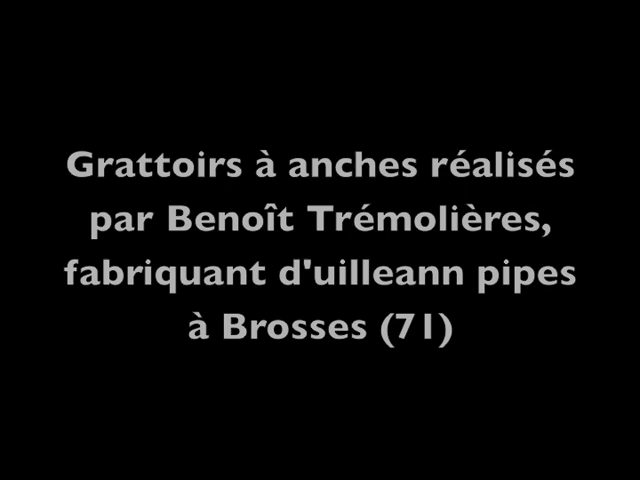 Grattoirs à anches réalisés
par Benoît Trémolières,
fabriquant d'uilleann pipes
à Brosses (71)